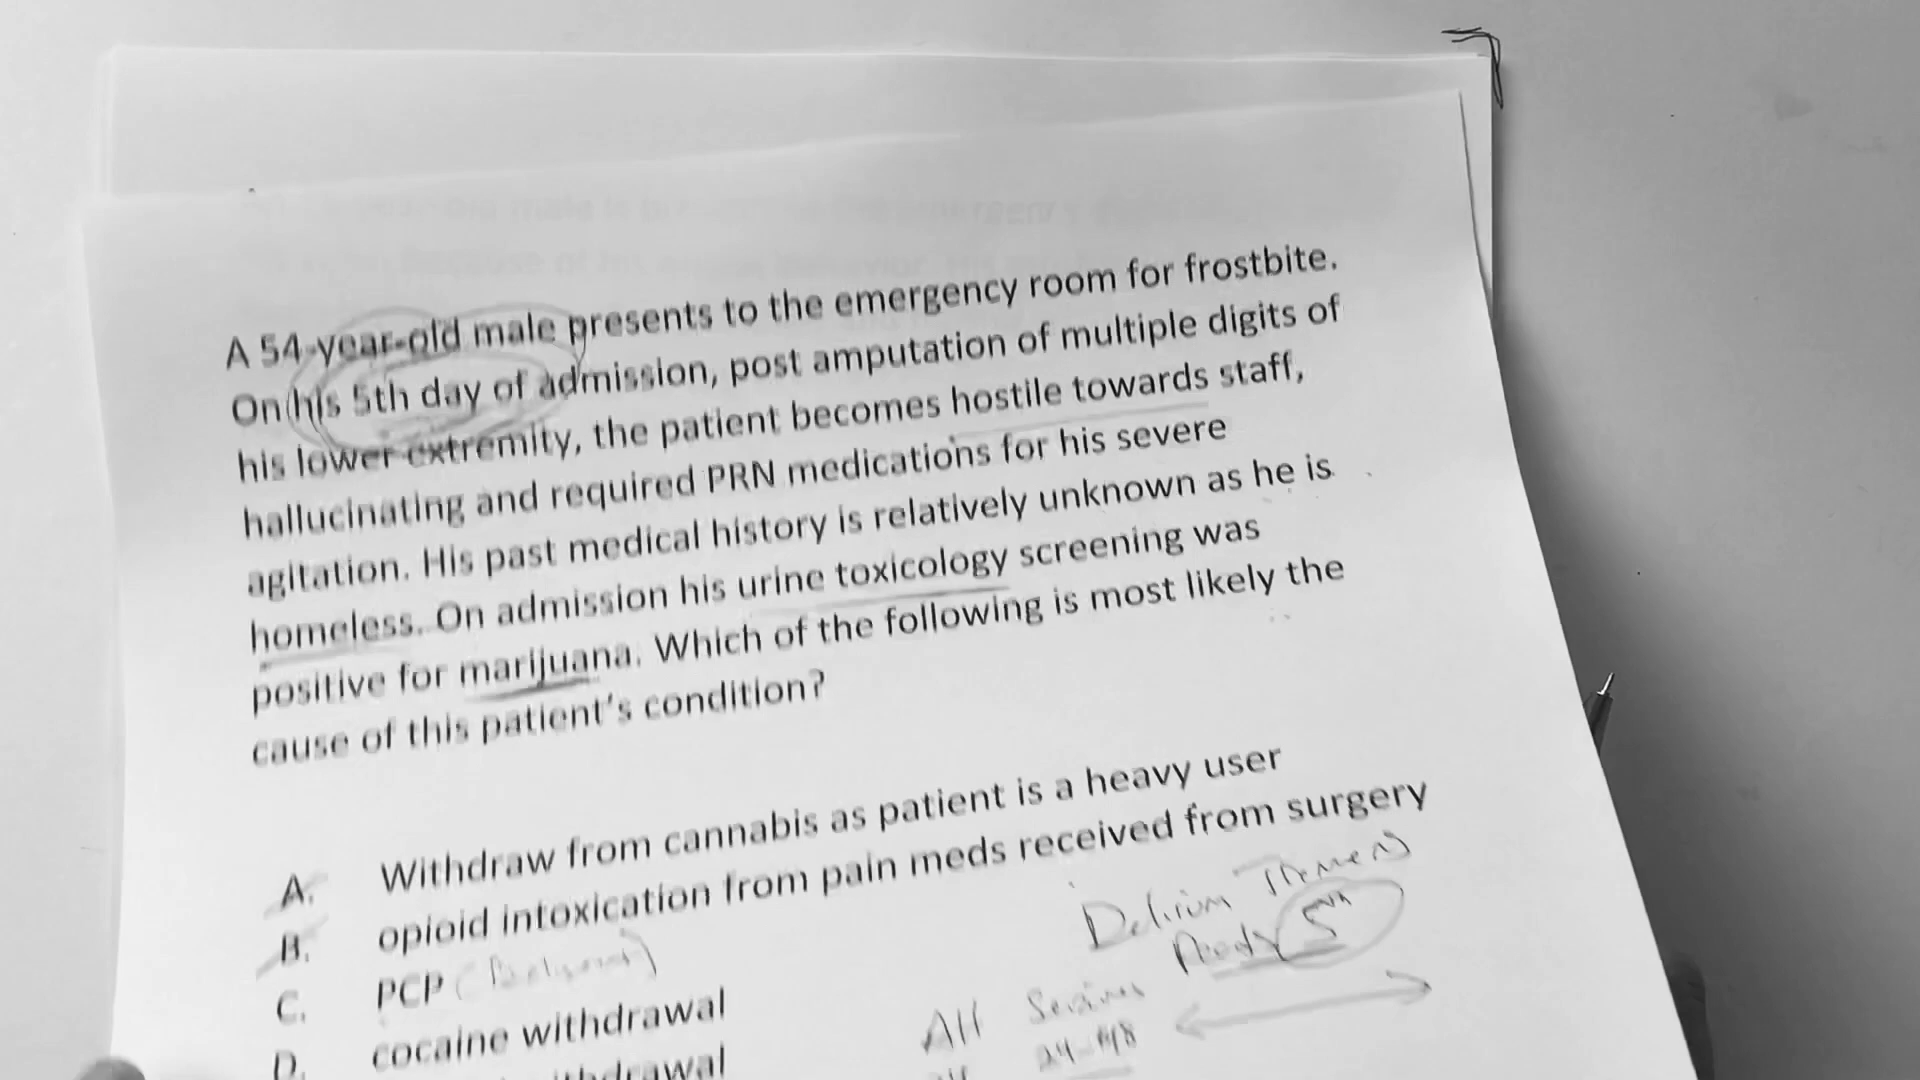 A 54-year-old male presents to the emergency room for frostbite.
On his 5th day of admission, post amputation of multiple digits of
his lower extremity, the patient becomes hostile towards staff,
hallucinating and required PRN medications for his severe
agitation. His past medical history is relatively unknown as he is
homeless. On admission his urine toxicology screening was
positive for marijuana. Which of the following is most likely the
cause of this patient's condition?
A. Withdraw from cannabis as patient is a heavy user
B. opioid intoxication from pain meds received from surgery
Delirium
5th
C. PCP
AH Seizures
24-48
D. cocaine withdrawal
withdrawal